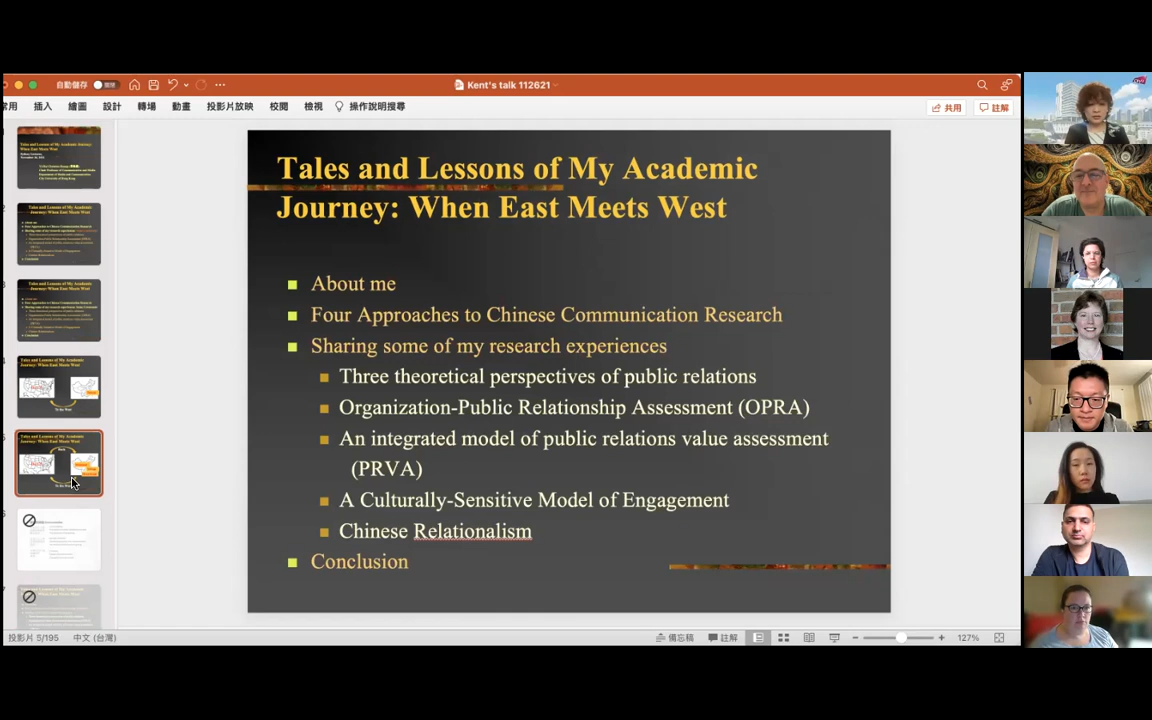 自動儲存
Kent's talk 112621
常用 插入 繪圖 設計 轉場 動畫 投影片放映 校閱 檢視 操作說明搜尋
共用 註解
Tales and Lessons of My Academic
Journey: When East Meets West
About me
Four Approaches to Chinese Communication Research
Sharing some of my research experiences
Three theoretical perspectives of public relations
Organization-Public Relationship Assessment (OPRA)
An integrated model of public relations value assessment
(PRVA)
A Culturally-Sensitive Model of Engagement
Chinese Relationalism
Conclusion
投影片 5/195 中文 (台灣)
備忘稿 註解 127%